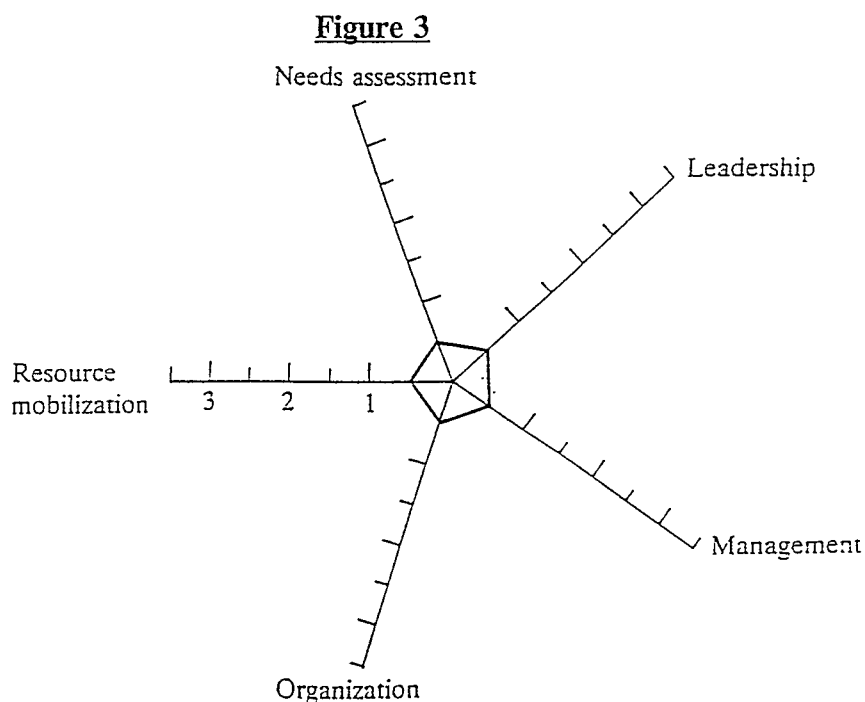 Figure 3
Needs assessment
Leadership
Resource
mobilization
3 2 1
Management
Organization